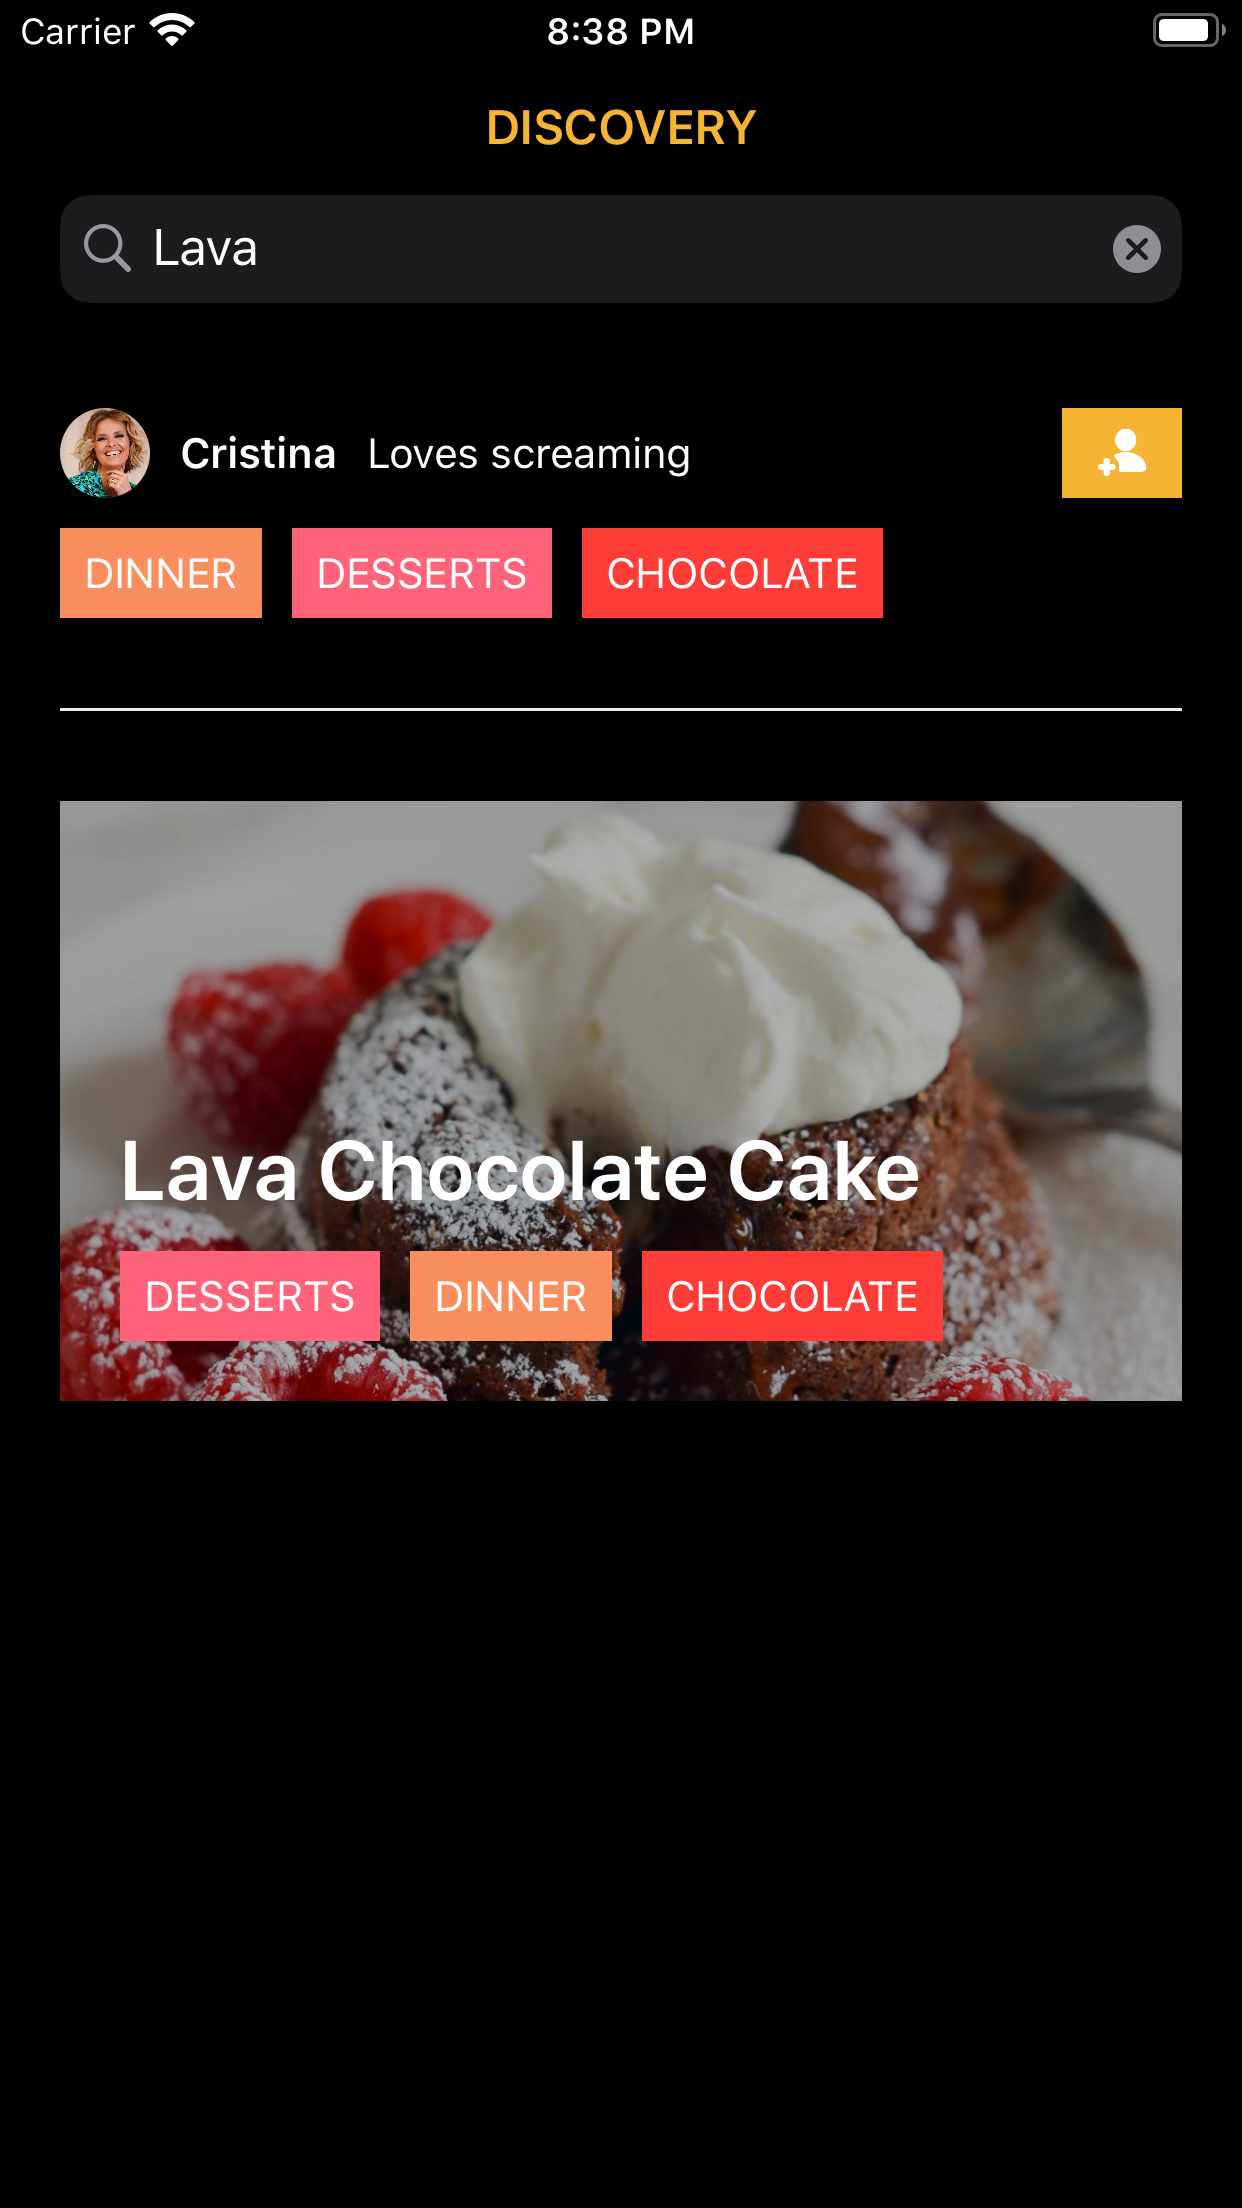 Carrier 8:38 PM
DISCOVERY
Lava
Cristina Loves screaming
DINNER DESSERTS CHOCOLATE
Lava Chocolate Cake
DESSERTS DINNER CHOCOLATE